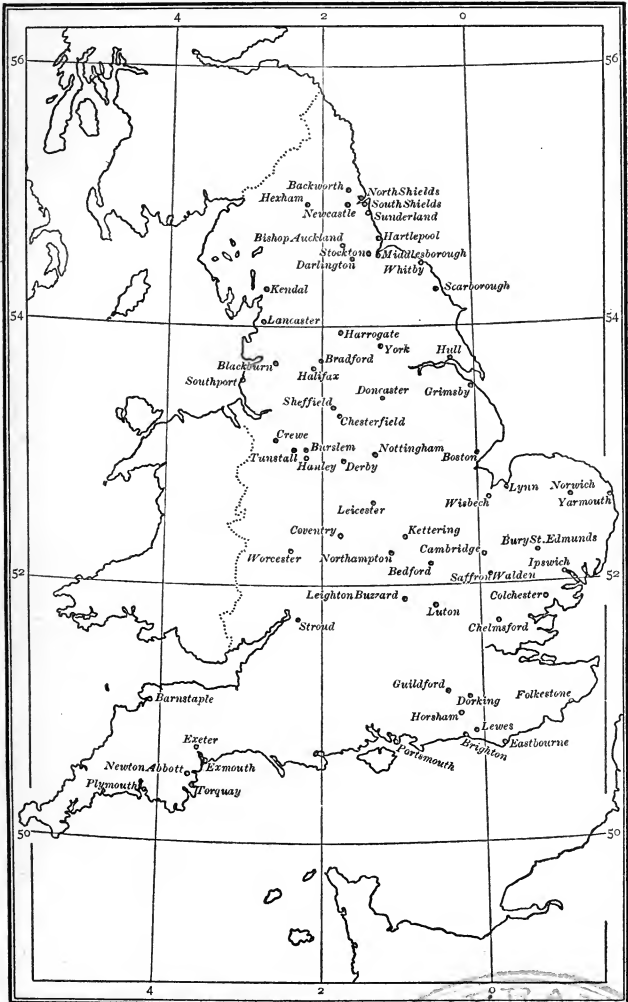 4 2 0
56
Backworth
North Shields
Hexham
South Shields
Newcastle
Sunderland
Hartlepool
Bishop Auckland
Stockton
Middlesborough
Darlington
Whitby
Kendal
Scarborough
54
Lancaster
Harrogate
York
Hull
Bradford
Blackburn
Halifax
Southport
Doncaster
Grimsby
Sheffield
Chesterfield
Crewe
Burslem
Nottingham
Boston
Tunstall
Hanley
Derby
Lynn
Norwich
Wisbech
Yarmouth
Leicester
Coventry
Kettering
Bury St. Edmunds
Worcester
Northampton
Cambridge
Ipswich
Bedford
52
Saffron Walden
Leighton Buzzard
Colchester
Luton
Stroud
Chelmsford
Guildford
Barnstaple
Dorking
Folkestone
Horsham
Lewes
Exeter
Brighton
Eastbourne
Portsmouth
Newton Abbott
Exmouth
Plymouth
Torquay
50
4 2 0